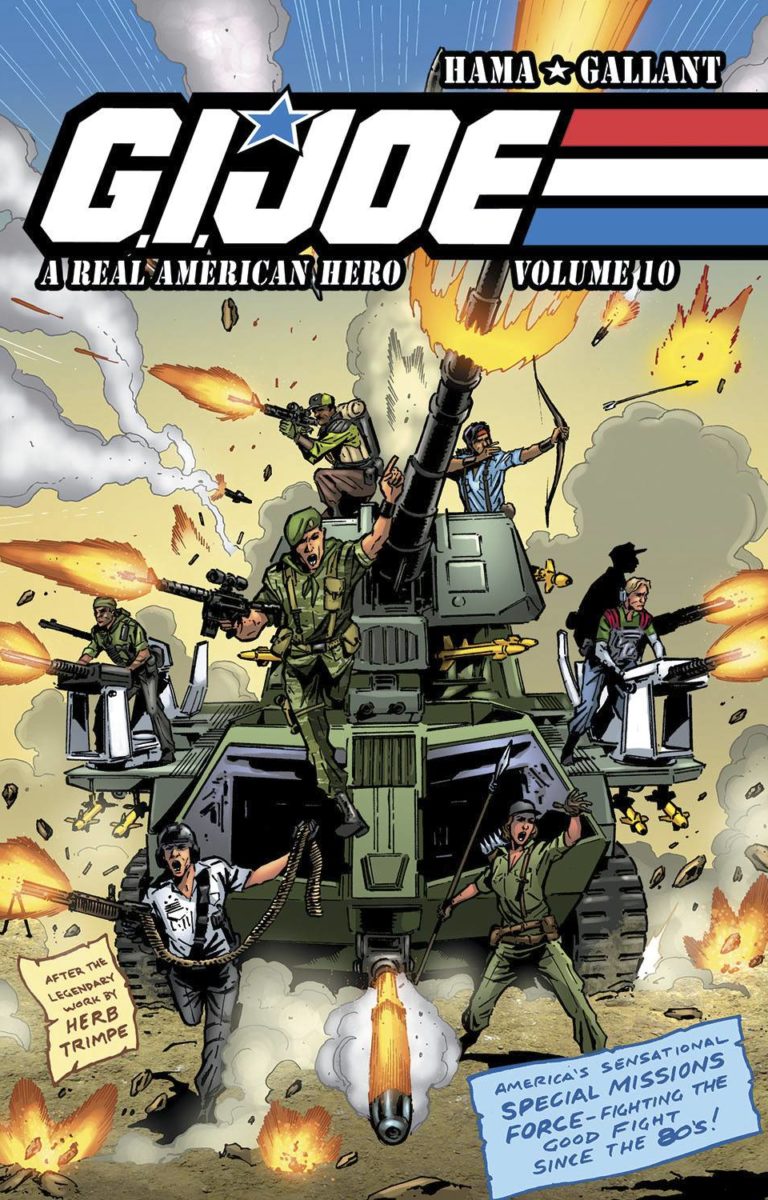 HAMA ★ GALLANT
G.I. JOE
A REAL AMERICAN HERO
VOLUME 10
AFTER THE
LEGENDARY
WORK BY
HERB
TRIMPE
AMERICA'S SENSATIONAL
SPECIAL MISSIONS
FORCE-FIGHTING THE
GOOD FIGHT
SINCE THE 80's!